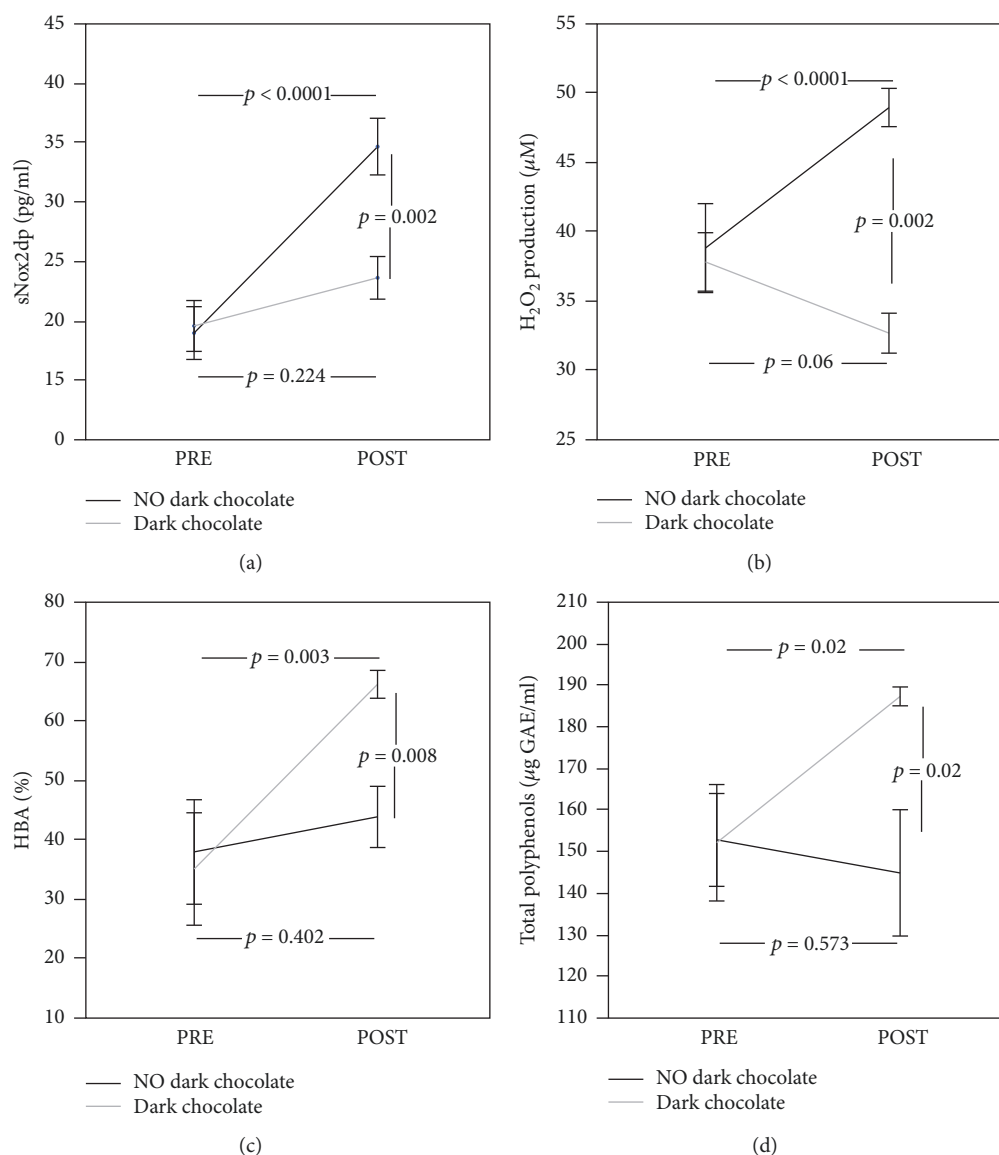 sNox2dp (pg/ml)
45
40
35
30
25
20
15
0
p < 0.0001
p = 0.002
p = 0.224
PRE
POST
NO dark chocolate
Dark chocolate
(a)
H₂O₂ production (μM)
55
50
45
40
35
30
25
p < 0.0001
p = 0.002
p = 0.06
PRE
POST
NO dark chocolate
Dark chocolate
(b)
HBA (%)
80
70
60
50
40
30
20
10
p = 0.003
p = 0.008
p = 0.402
PRE
POST
NO dark chocolate
Dark chocolate
(c)
Total polyphenols (μg GAE/ml)
210
200
190
180
170
160
150
140
130
120
110
p = 0.02
p = 0.02
p = 0.573
PRE
POST
NO dark chocolate
Dark chocolate
(d)